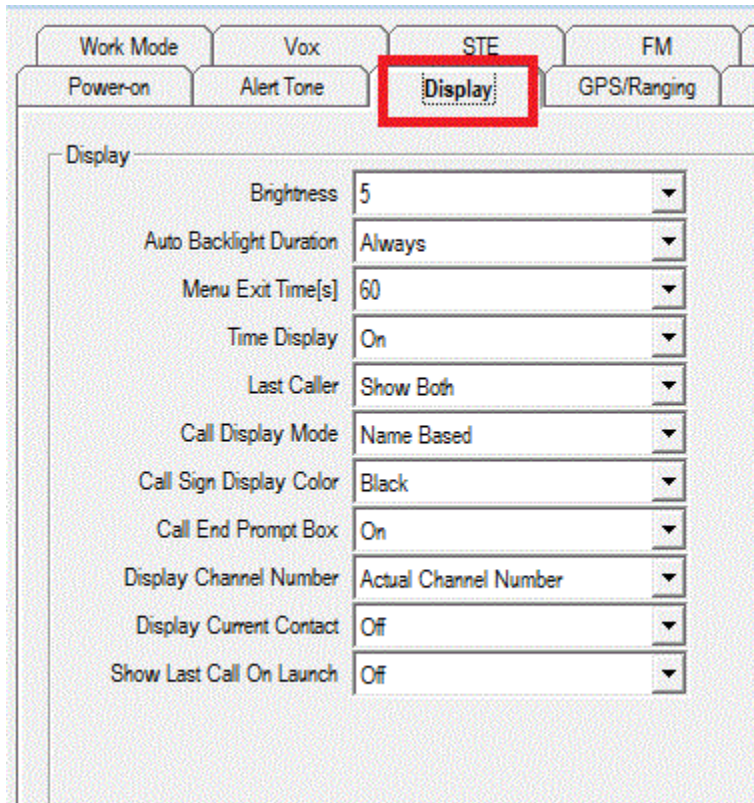 Work Mode Vox STE FM
Power-on Alert Tone Display GPS/Ranging
Display
Brightness 5
Auto Backlight Duration Always
Menu Exit Time[s] 60
Time Display On
Last Caller Show Both
Call Display Mode Name Based
Call Sign Display Color Black
Call End Prompt Box On
Display Channel Number Actual Channel Number
Display Current Contact Off
Show Last Call On Launch Off